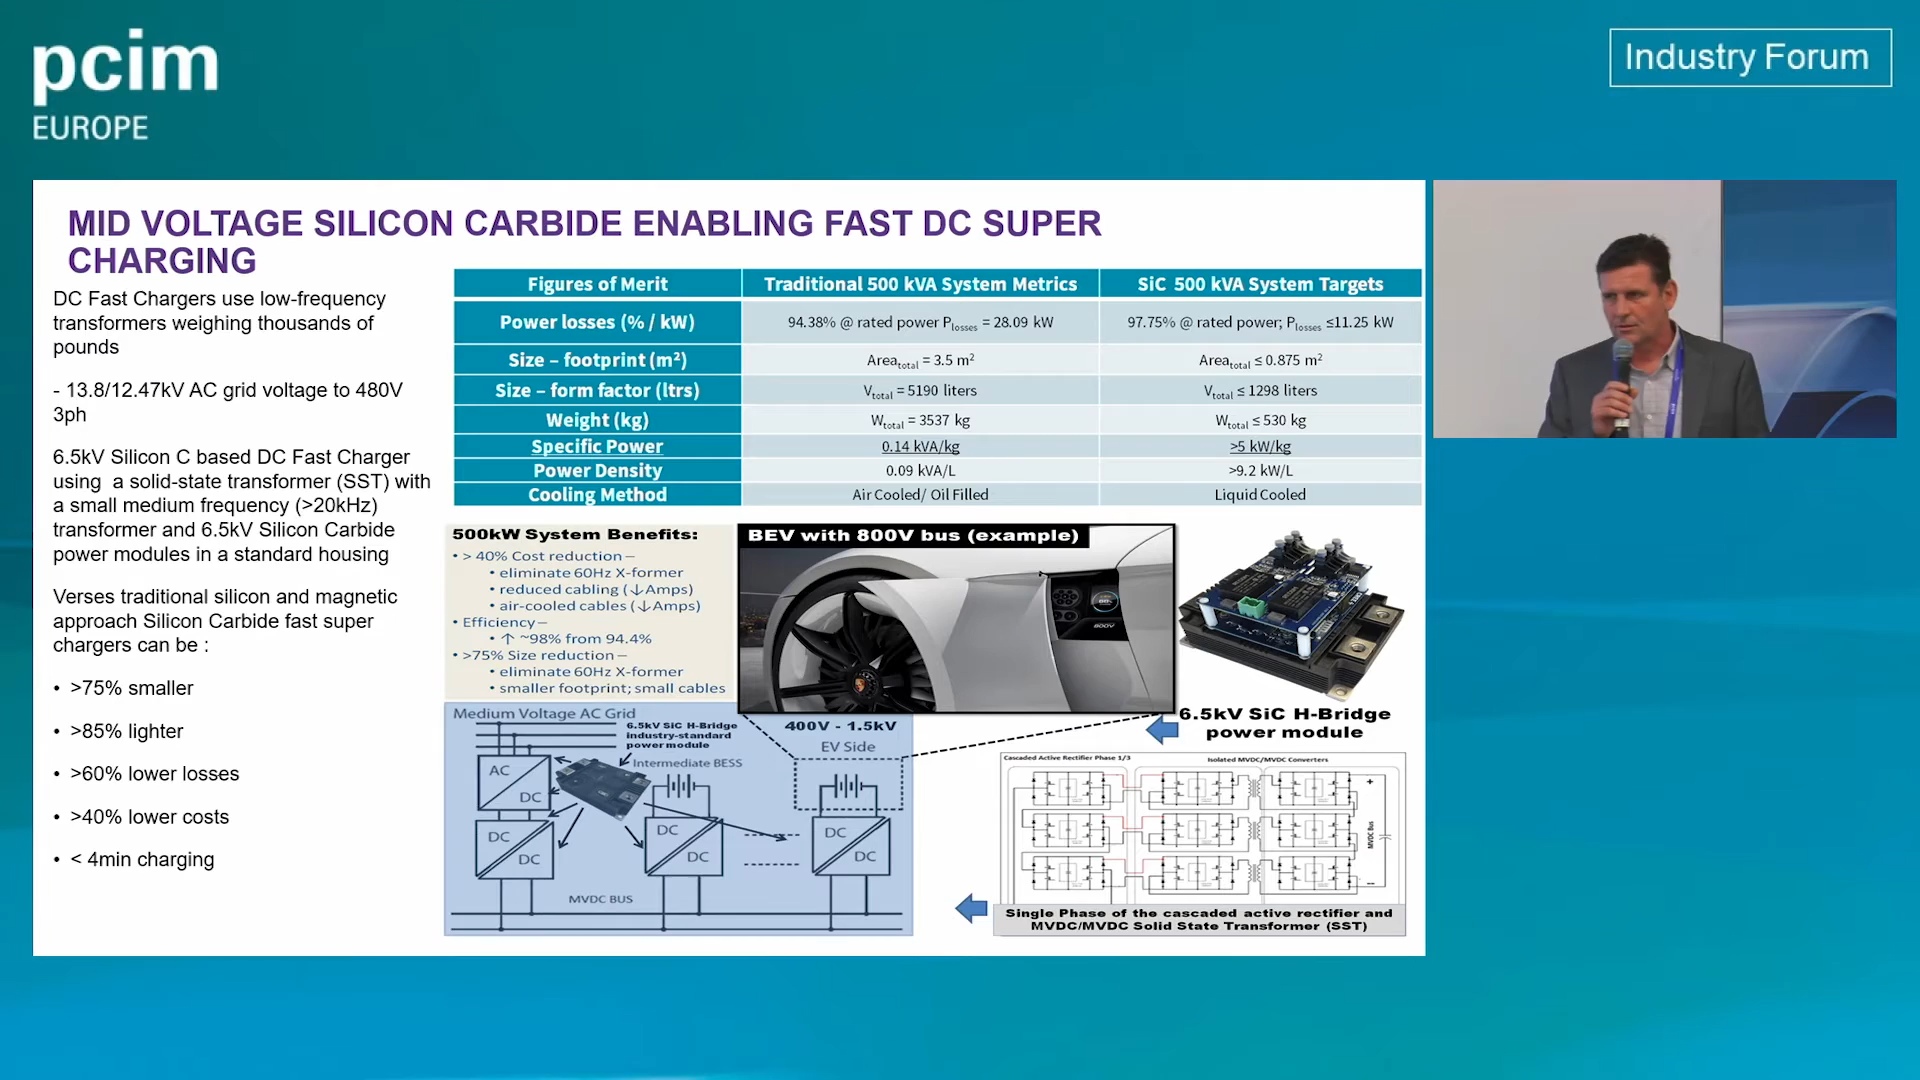 pcim
EUROPE
Industry Forum
MID VOLTAGE SILICON CARBIDE ENABLING FAST DC SUPER
CHARGING
DC Fast Chargers use low-frequency
transformers weighing thousands of
pounds
- 13.8/12.47kV AC grid voltage to 480V
3ph
6.5kV Silicon C based DC Fast Charger
using a solid-state transformer (SST) with
a small medium frequency (>20kHz)
transformer and 6.5kV Silicon Carbide
power modules in a standard housing
Verses traditional silicon and magnetic
approach Silicon Carbide fast super
chargers can be :
• >75% smaller
• >85% lighter
• >60% lower losses
• >40% lower costs
• < 4min charging
Figures of Merit Traditional 500 kVA System Metrics SiC 500 kVA System Targets
Power losses (% / kW) 94.38% @ rated power Plosses = 28.09 kW 97.75% @ rated power; Plosses ≤11.25 kW
Size – footprint (m²) Areatotal = 3.5 m² Areatotal ≤ 0.875 m²
Size – form factor (ltrs) Vtotal = 5190 liters Vtotal ≤ 1298 liters
Weight (kg) Wtotal = 3537 kg Wtotal ≤ 530 kg
Specific Power 0.14 kVA/kg >5 kW/kg
Power Density 0.09 kVA/L >9.2 kW/L
Cooling Method Air Cooled/ Oil Filled Liquid Cooled
500kW System Benefits:
• > 40% Cost reduction –
• eliminate 60Hz X-former
• reduced cabling (↓Amps)
• air-cooled cables (↓Amps)
• Efficiency –
• ↑ ~98% from 94.4%
• >75% Size reduction –
• eliminate 60Hz X-former
• smaller footprint; small cables
BEV with 800V bus (example)
800V
6.5kV SiC H-Bridge
power module
Medium Voltage AC Grid
6.5kV SiC H-Bridge
industry-standard
power module
400V - 1.5kV
EV Side
Intermediate BESS
AC
DC
DC
DC
DC
DC
DC
DC
MVDC BUS
Cascaded Active Rectifier Phase 1/3
Isolated MVDC/MVDC Converters
+
MVDC Bus
–
Single Phase of the cascaded active rectifier and
MVDC/MVDC Solid State Transformer (SST)